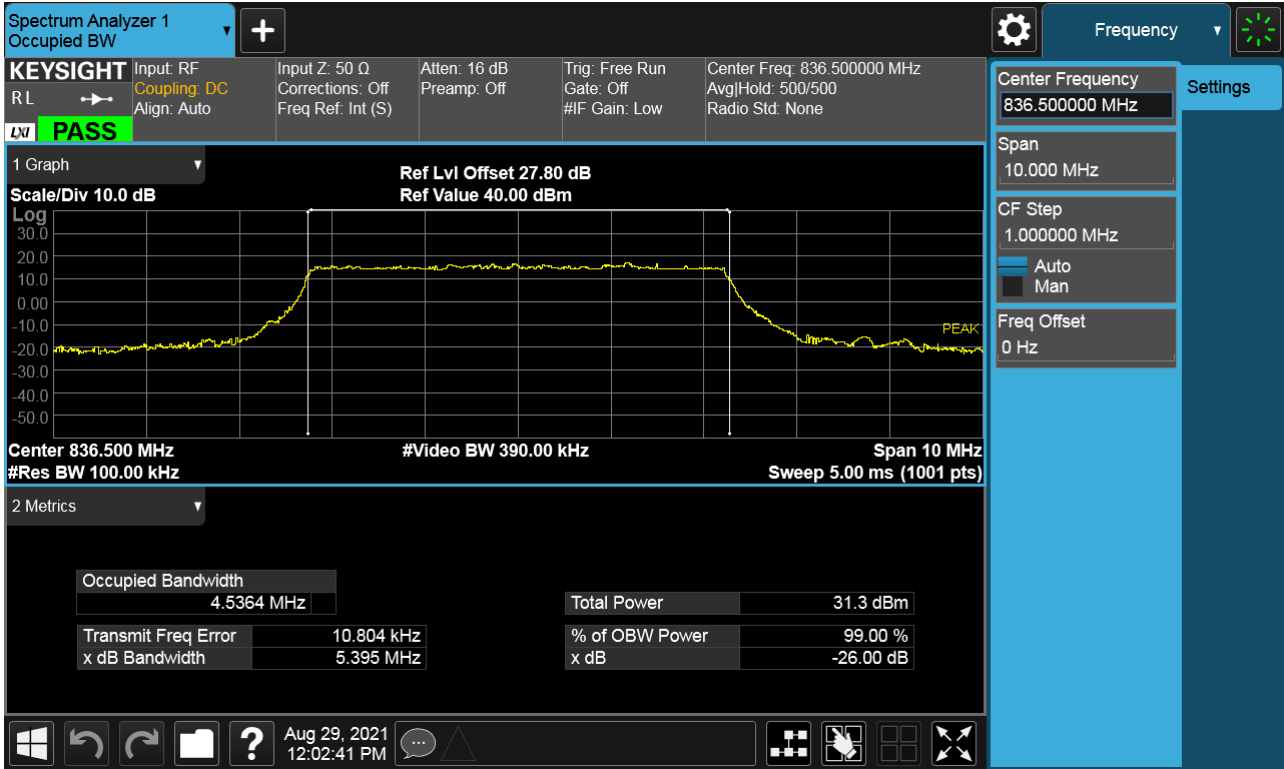 Spectrum Analyzer 1
Occupied BW
Frequency
KEYSIGHT
R L
LXI
PASS
Input: RF
Coupling: DC
Align: Auto
Input Z: 50 Ω
Corrections: Off
Freq Ref: Int (S)
Atten: 16 dB
Preamp: Off
Trig: Free Run
Gate: Off
#IF Gain: Low
Center Freq: 836.500000 MHz
Avg|Hold: 500/500
Radio Std: None
Center Frequency
836.500000 MHz
Settings
Span
10.000 MHz
CF Step
1.000000 MHz
Auto
Man
Freq Offset
0 Hz
1 Graph
Scale/Div 10.0 dB
Ref Lvl Offset 27.80 dB
Ref Value 40.00 dBm
Log
30.0
20.0
10.0
0.00
-10.0
-20.0
-30.0
-40.0
-50.0
PEAK
Center 836.500 MHz
#Video BW 390.00 kHz
Span 10 MHz
#Res BW 100.00 kHz
Sweep 5.00 ms (1001 pts)
2 Metrics
Occupied Bandwidth
4.5364 MHz
Total Power 31.3 dBm
Transmit Freq Error 10.804 kHz
% of OBW Power 99.00 %
x dB Bandwidth 5.395 MHz
x dB -26.00 dB
?
Aug 29, 2021
12:02:41 PM